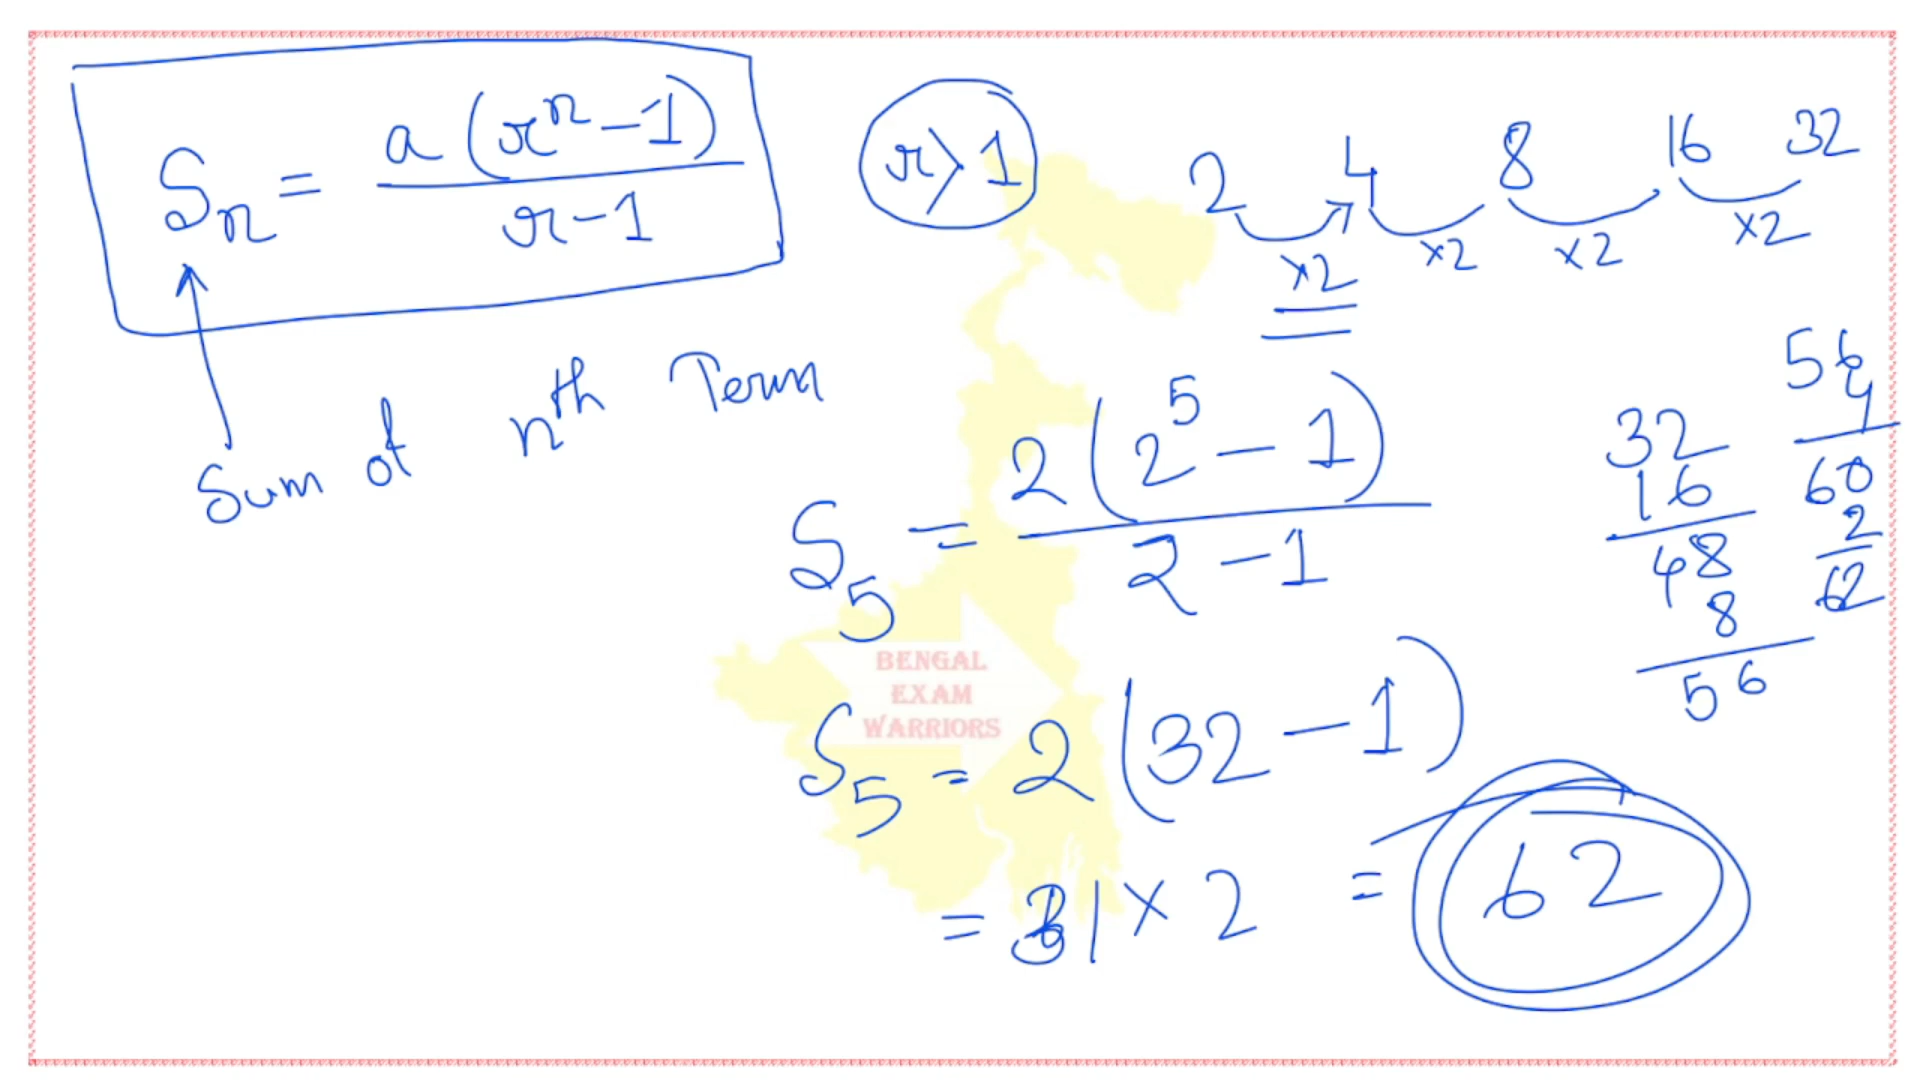 Sₙ = a (rⁿ – 1) / r – 1
r > 1
2 4 8 16 32
×2 ×2 ×2 ×2
Sum of nth Term
S₅ = 2 (2⁵ – 1) / 2 – 1
32
16
48
8
56
56
4
60
2
62
BENGAL
EXAM
WARRIORS
S₅ = 2 (32 – 1)
= 31 × 2 = 62